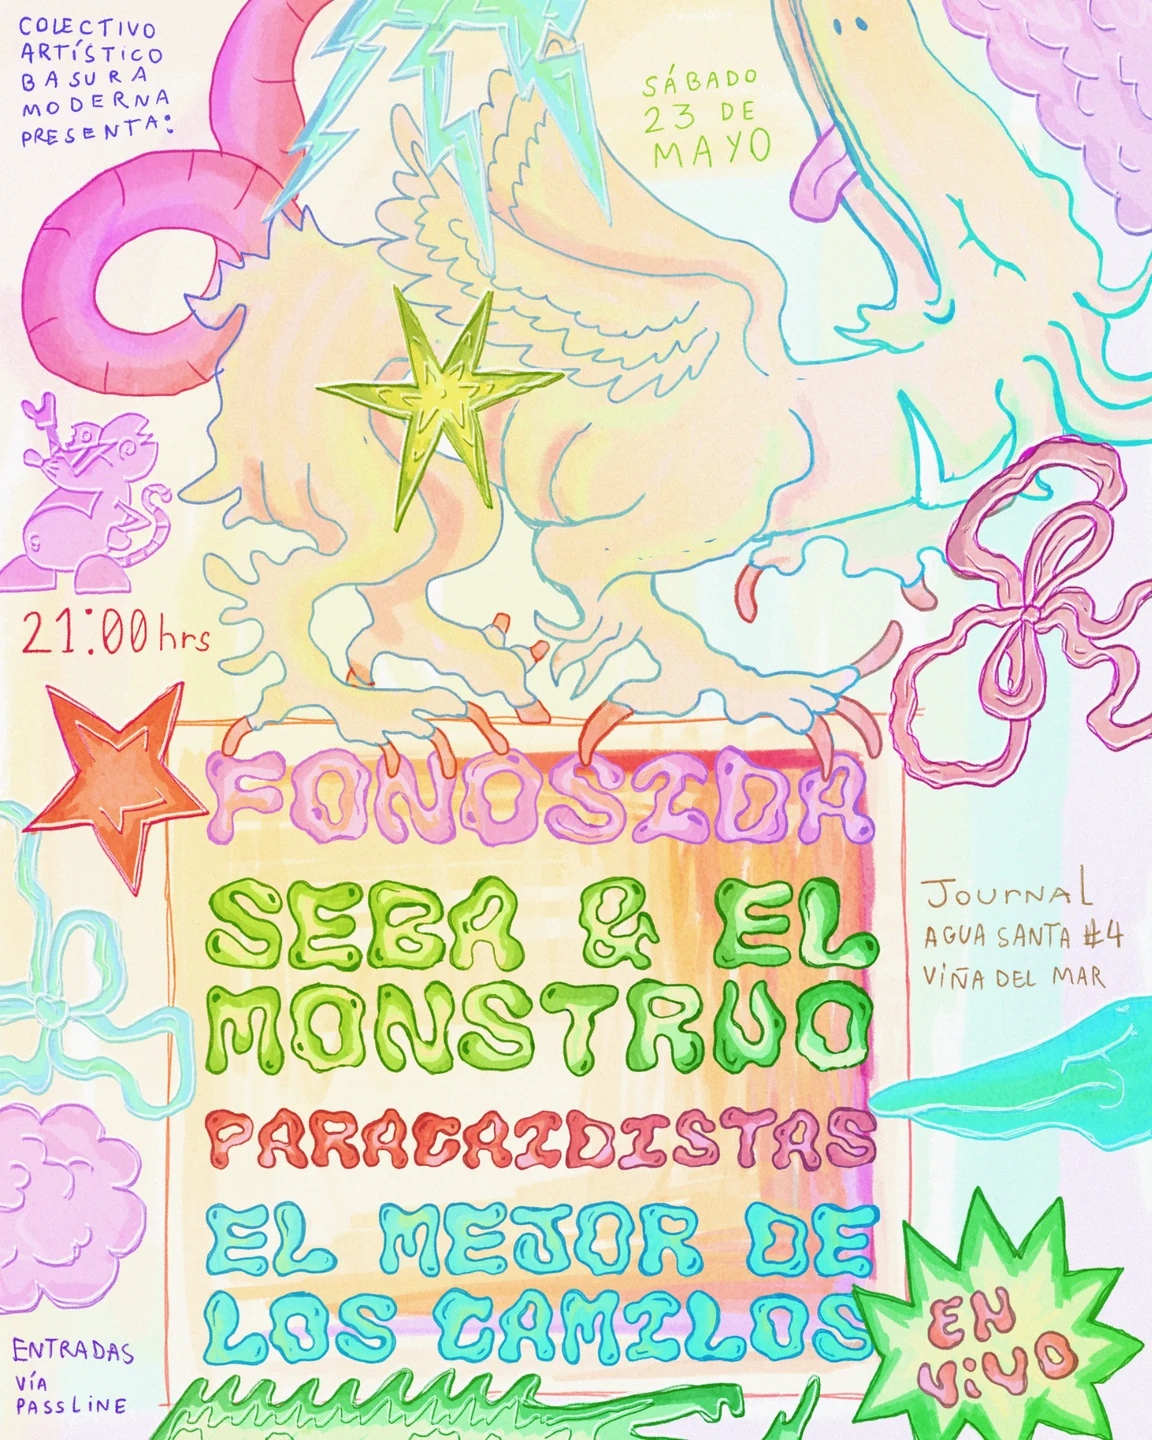 COLECTIVO
ARTÍSTICO
BASURA
MODERNA
PRESENTA:
SÁBADO
23 DE
MAYO
21:00 hrs
FONOSIDA
SEBA & EL
MONSTRUO
PARACAIDISTAS
EL MEJOR DE
LOS CAMILOS
JOURNAL
AGUA SANTA #4
VIÑA DEL MAR
EN
VIVO
ENTRADAS
VÍA
PASSLINE